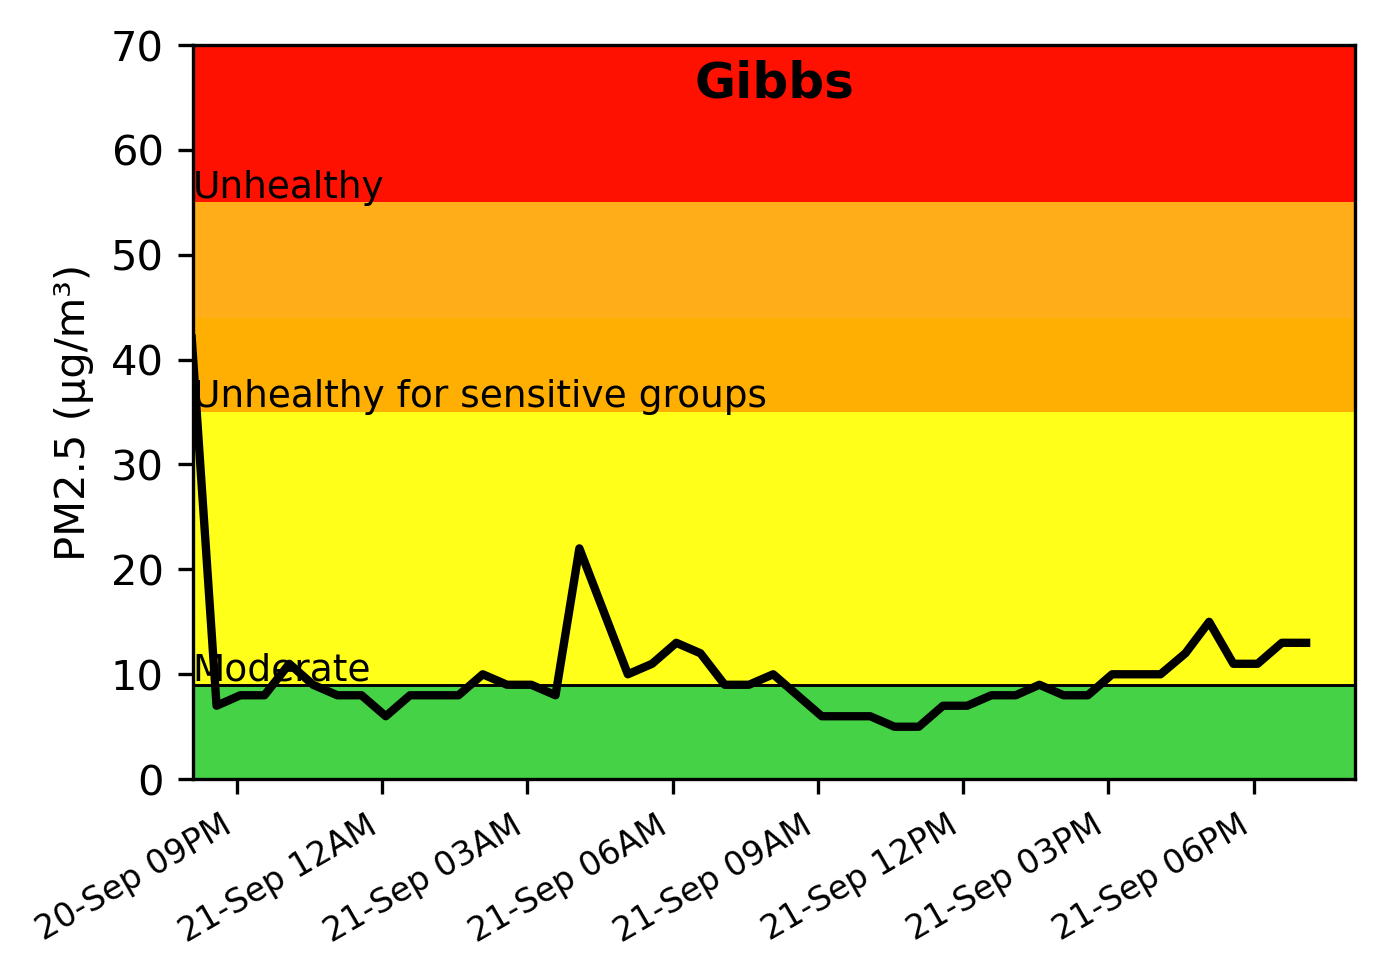 Gibbs
70
60
50
40
30
20
10
0
PM2.5 (µg/m³)
Unhealthy
Unhealthy for sensitive groups
Moderate
20-Sep 09PM
21-Sep 12AM
21-Sep 03AM
21-Sep 06AM
21-Sep 09AM
21-Sep 12PM
21-Sep 03PM
21-Sep 06PM